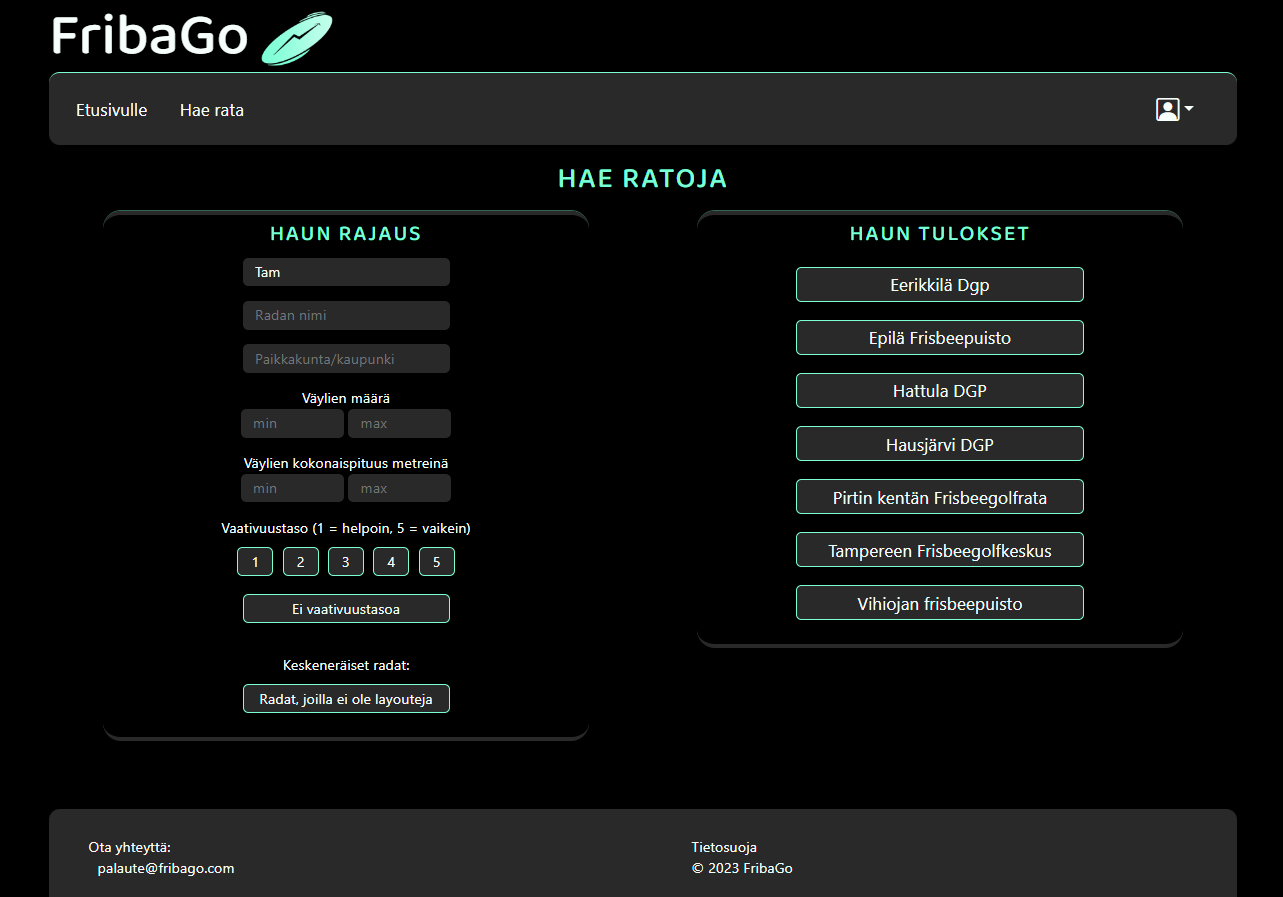 FribaGo
Etusivulle Hae rata
HAE RATOJA
HAUN RAJAUS
Tam
Radan nimi
Paikkakunta/kaupunki
Väylien määrä
min max
Väylien kokonaispituus metreinä
min max
Vaativuustaso (1 = helpoin, 5 = vaikein)
1 2 3 4 5
Ei vaativuustasoa
Keskeneräiset radat:
Radat, joilla ei ole layouteja
HAUN TULOKSET
Eerikkilä Dgp
Epilä Frisbeepuisto
Hattula DGP
Hausjärvi DGP
Pirtin kentän Frisbeegolfrata
Tampereen Frisbeegolfkeskus
Vihiojan frisbeepuisto
Ota yhteyttä:
palaute@fribago.com
Tietosuoja
© 2023 FribaGo